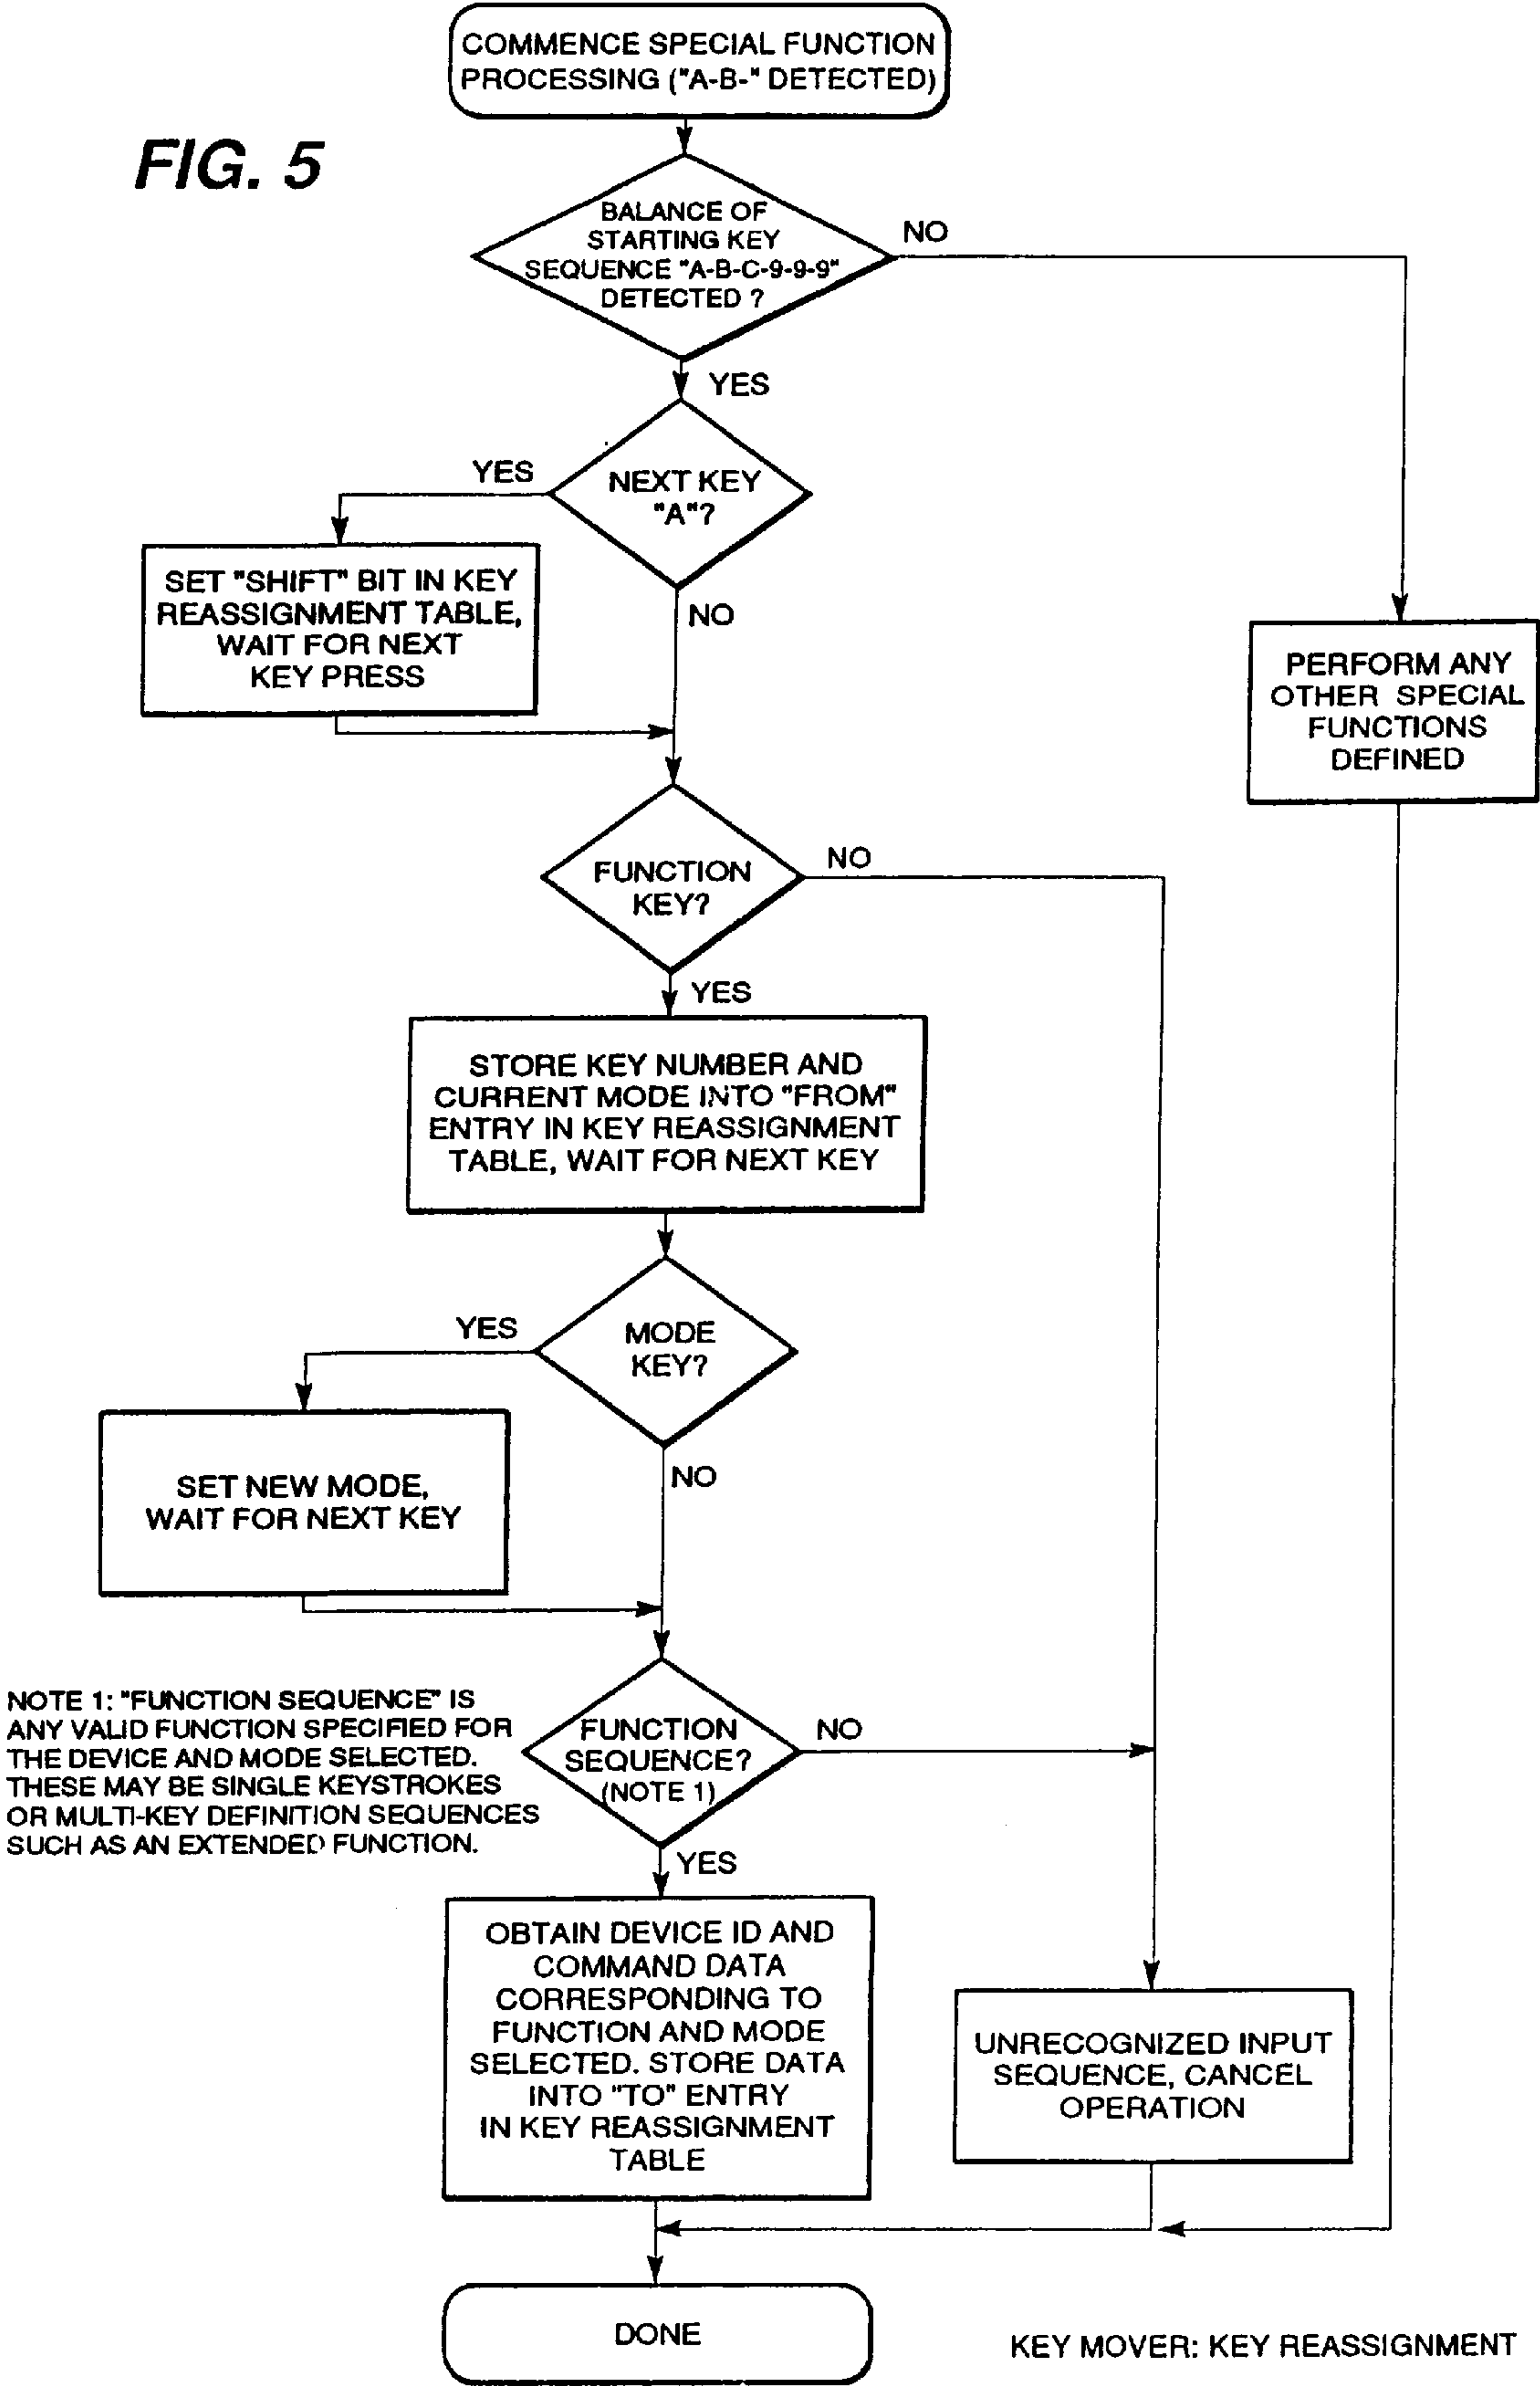 COMMENCE SPECIAL FUNCTION
PROCESSING ("A-B-" DETECTED)
FIG. 5
BALANCE OF
STARTING KEY
SEQUENCE "A-B-C-9-9-9"
DETECTED ?
NO
YES
NEXT KEY
"A"?
YES
NO
SET "SHIFT" BIT IN KEY
REASSIGNMENT TABLE,
WAIT FOR NEXT
KEY PRESS
PERFORM ANY
OTHER SPECIAL
FUNCTIONS
DEFINED
FUNCTION
KEY?
NO
YES
STORE KEY NUMBER AND
CURRENT MODE INTO "FROM"
ENTRY IN KEY REASSIGNMENT
TABLE, WAIT FOR NEXT KEY
MODE
KEY?
YES
NO
SET NEW MODE,
WAIT FOR NEXT KEY
NOTE 1: "FUNCTION SEQUENCE" IS
ANY VALID FUNCTION SPECIFIED FOR
THE DEVICE AND MODE SELECTED.
THESE MAY BE SINGLE KEYSTROKES
OR MULTI-KEY DEFINITION SEQUENCES
SUCH AS AN EXTENDED FUNCTION.
FUNCTION
SEQUENCE?
(NOTE 1)
NO
YES
OBTAIN DEVICE ID AND
COMMAND DATA
CORRESPONDING TO
FUNCTION AND MODE
SELECTED. STORE DATA
INTO "TO" ENTRY
IN KEY REASSIGNMENT
TABLE
UNRECOGNIZED INPUT
SEQUENCE, CANCEL
OPERATION
DONE
KEY MOVER: KEY REASSIGNMENT